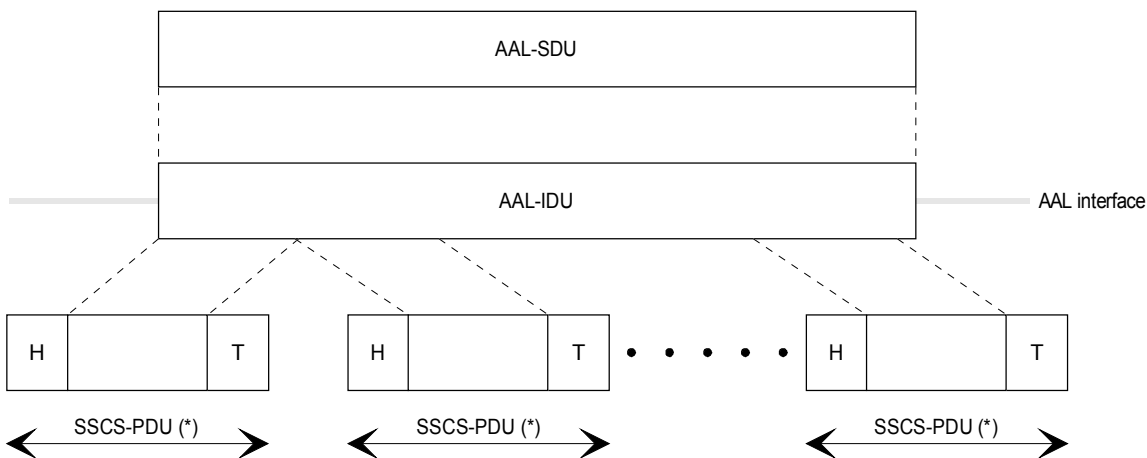 AAL-SDU
AAL-IDU
AAL interface
H T H T H T
SSCS-PDU (*) SSCS-PDU (*) SSCS-PDU (*)